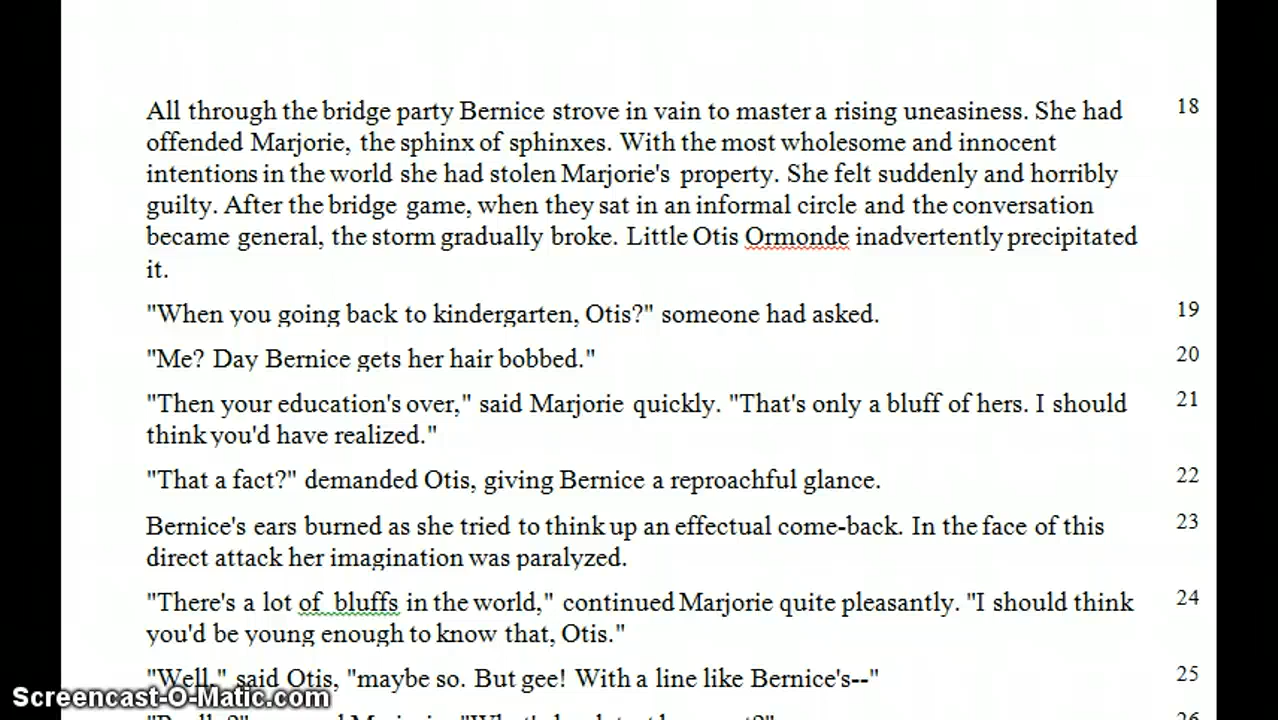 All through the bridge party Bernice strove in vain to master a rising uneasiness. She had 18
offended Marjorie, the sphinx of sphinxes. With the most wholesome and innocent
intentions in the world she had stolen Marjorie's property. She felt suddenly and horribly
guilty. After the bridge game, when they sat in an informal circle and the conversation
became general, the storm gradually broke. Little Otis Ormonde inadvertently precipitated
it.
"When you going back to kindergarten, Otis?" someone had asked. 19
"Me? Day Bernice gets her hair bobbed." 20
"Then your education's over," said Marjorie quickly. "That's only a bluff of hers. I should 21
think you'd have realized."
"That a fact?" demanded Otis, giving Bernice a reproachful glance. 22
Bernice's ears burned as she tried to think up an effectual come-back. In the face of this 23
direct attack her imagination was paralyzed.
"There's a lot of bluffs in the world," continued Marjorie quite pleasantly. "I should think 24
you'd be young enough to know that, Otis."
"Well," said Otis, "maybe so. But gee! With a line like Bernice's--" 25
Screencast-O-Matic.com